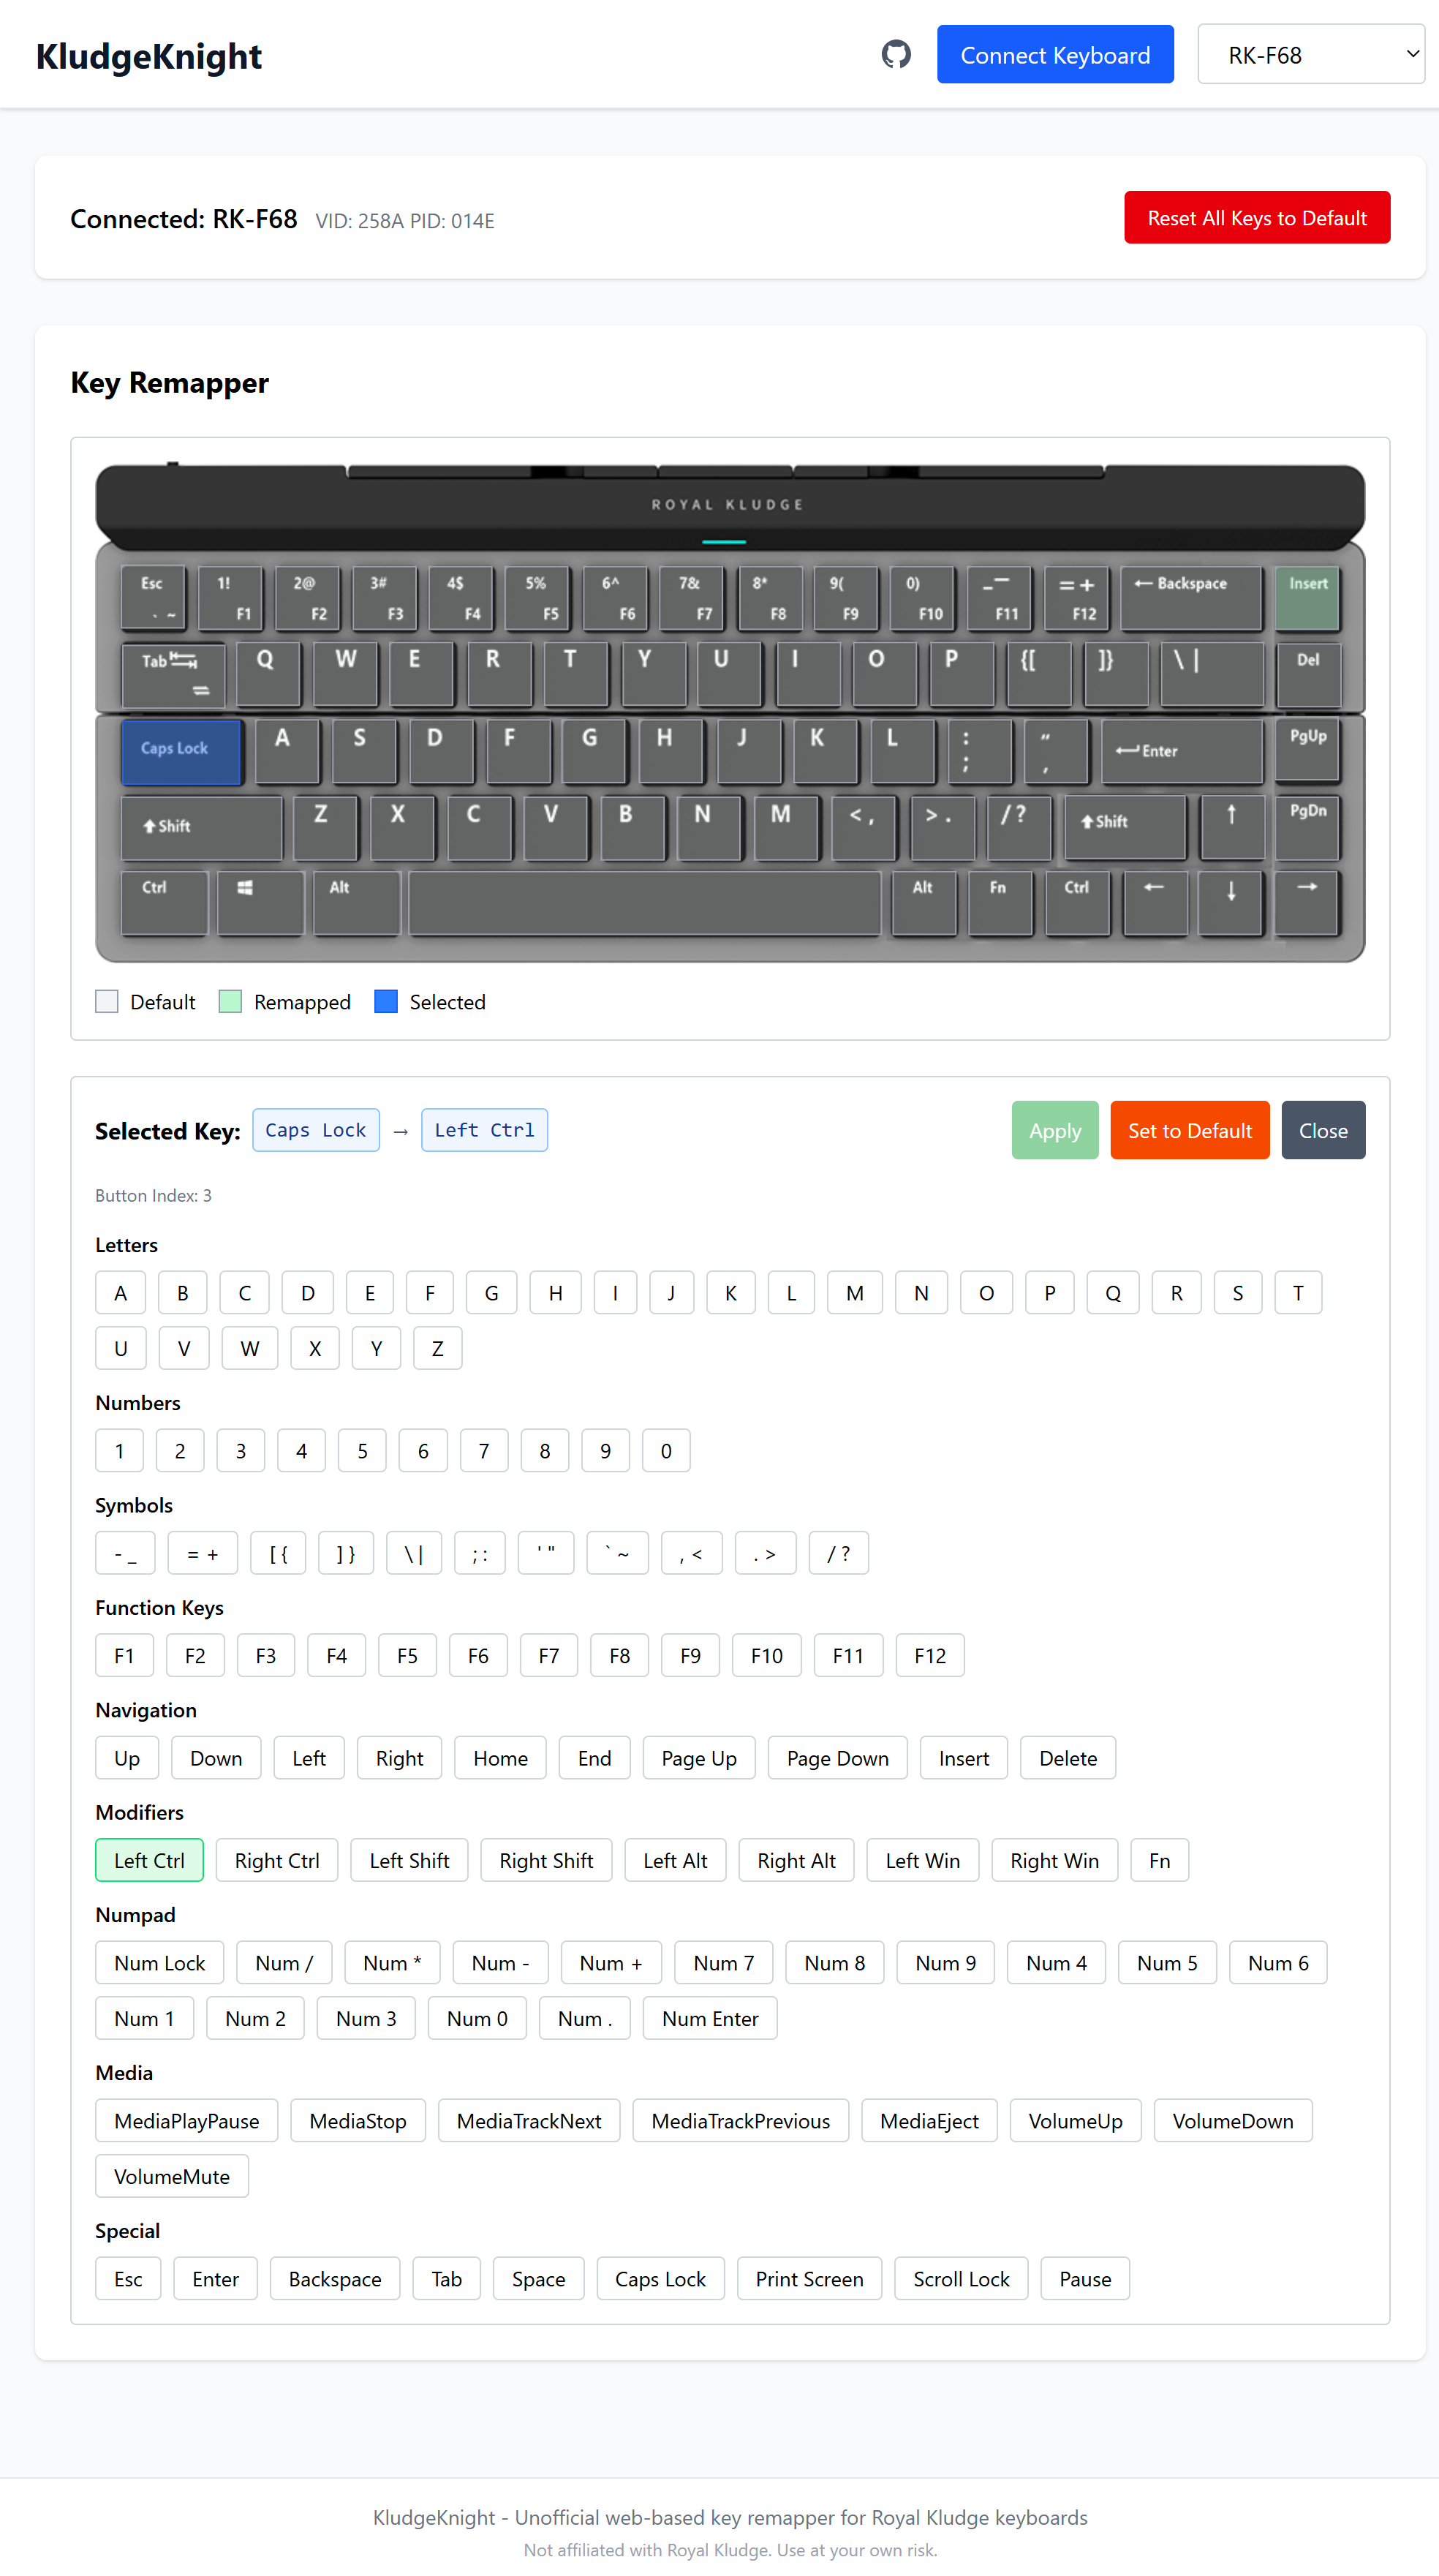 KludgeKnight
Connect Keyboard
RK-F68
Connected: RK-F68 VID: 258A PID: 014E
Reset All Keys to Default
Key Remapper
ROYAL KLUDGE
Esc ` ~ 1! F1 2@ F2 3# F3 4$ F4 5% F5 6^ F6 7& F7 8* F8 9( F9 0) F10 _— F11 =+ F12 ← Backspace Insert
Tab Q W E R T Y U I O P {[ ]} \ | Del
Caps Lock A S D F G H J K L : ; “ , Enter PgUp
Shift Z X C V B N M < , > . / ? Shift ↑ PgDn
Ctrl Alt Alt Fn Ctrl ← ↓ →
Default Remapped Selected
Selected Key: Caps Lock → Left Ctrl
Apply Set to Default Close
Button Index: 3
Letters
A B C D E F G H I J K L M N O P Q R S T
U V W X Y Z
Numbers
1 2 3 4 5 6 7 8 9 0
Symbols
- _ = + [ { ] } \ | ; : ' " ` ~ , < . > / ?
Function Keys
F1 F2 F3 F4 F5 F6 F7 F8 F9 F10 F11 F12
Navigation
Up Down Left Right Home End Page Up Page Down Insert Delete
Modifiers
Left Ctrl Right Ctrl Left Shift Right Shift Left Alt Right Alt Left Win Right Win Fn
Numpad
Num Lock Num / Num * Num - Num + Num 7 Num 8 Num 9 Num 4 Num 5 Num 6
Num 1 Num 2 Num 3 Num 0 Num . Num Enter
Media
MediaPlayPause MediaStop MediaTrackNext MediaTrackPrevious MediaEject VolumeUp VolumeDown
VolumeMute
Special
Esc Enter Backspace Tab Space Caps Lock Print Screen Scroll Lock Pause
KludgeKnight - Unofficial web-based key remapper for Royal Kludge keyboards
Not affiliated with Royal Kludge. Use at your own risk.